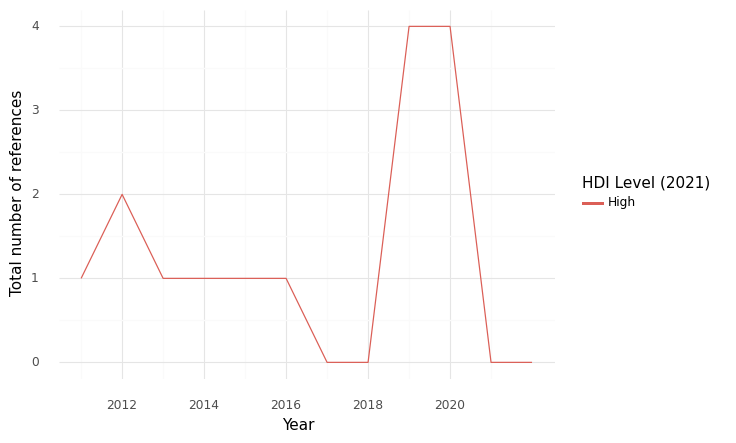 4
3
2
1
0
Total number of references
2012 2014 2016 2018 2020
Year
HDI Level (2021)
High